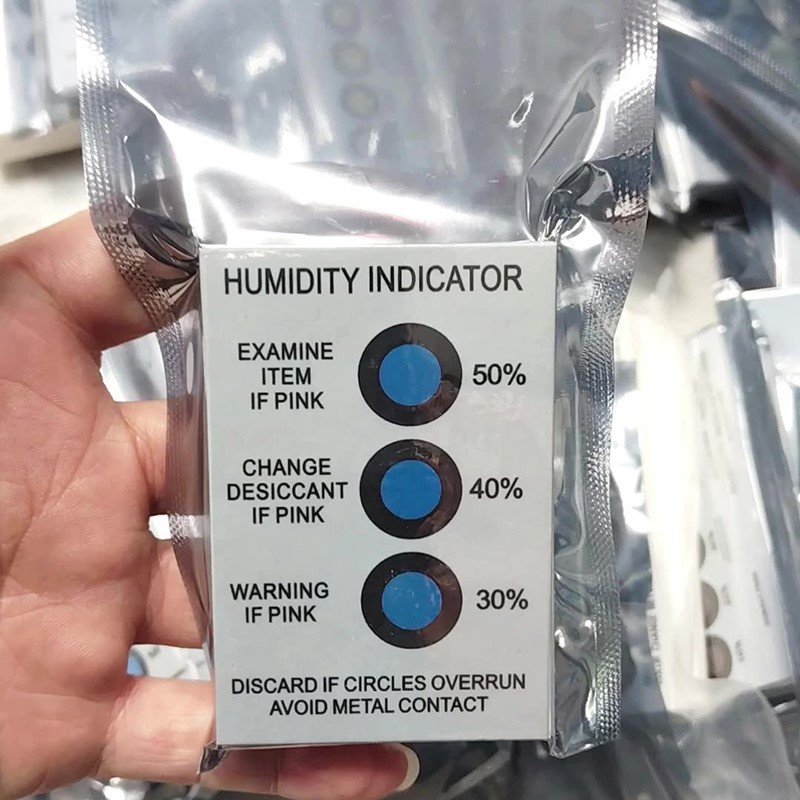 HUMIDITY INDICATOR
EXAMINE
ITEM
IF PINK
50%
CHANGE
DESICCANT
IF PINK
40%
WARNING
IF PINK
30%
DISCARD IF CIRCLES OVERRUN
AVOID METAL CONTACT